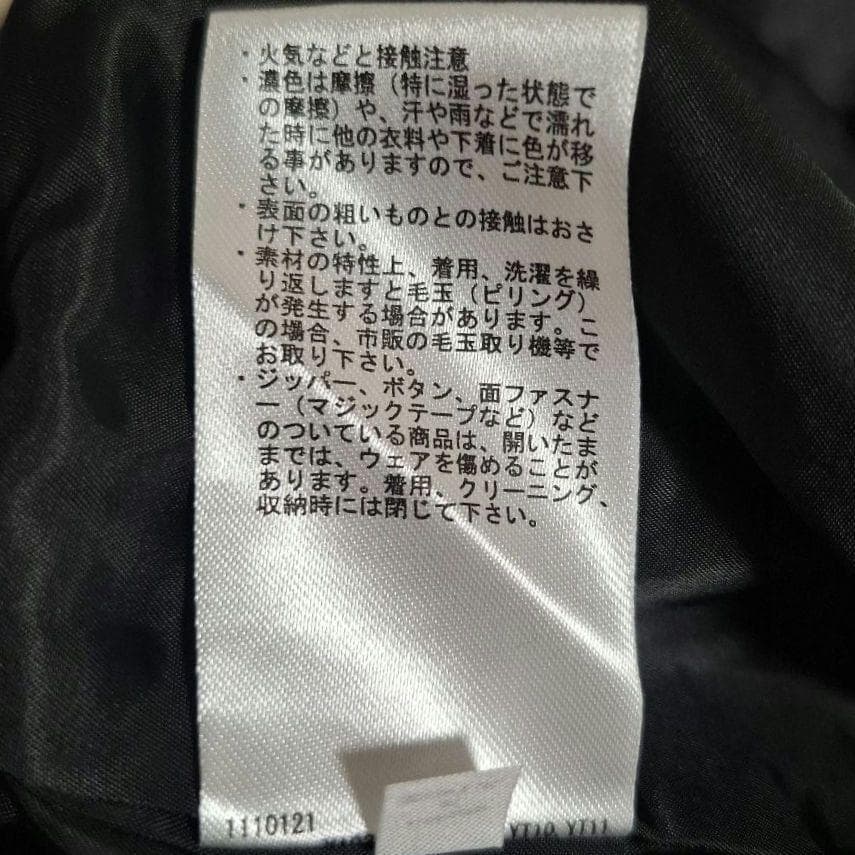 ・火気などと接触注意
・濃色は摩擦（特に湿った状態で
の摩擦）や、汗や雨などで濡れ
た時に他の衣料や下着に色が移
る事がありますので、ご注意下
さい。
・表面の粗いものとの接触はおさ
け下さい。
・素材の特性上、着用、洗濯を繰
り返しますと毛玉（ピリング）
が発生する場合があります。こ
の場合、市販の毛玉取り機等で
お取り下さい。
・ジッパー、ボタン、面ファスナ
ー（マジックテープなど）など
のついている商品は、開いたま
までは、ウェアを傷めることが
あります。着用、クリーニング、
収納時には閉じて下さい。
1110121 YT10 YT11